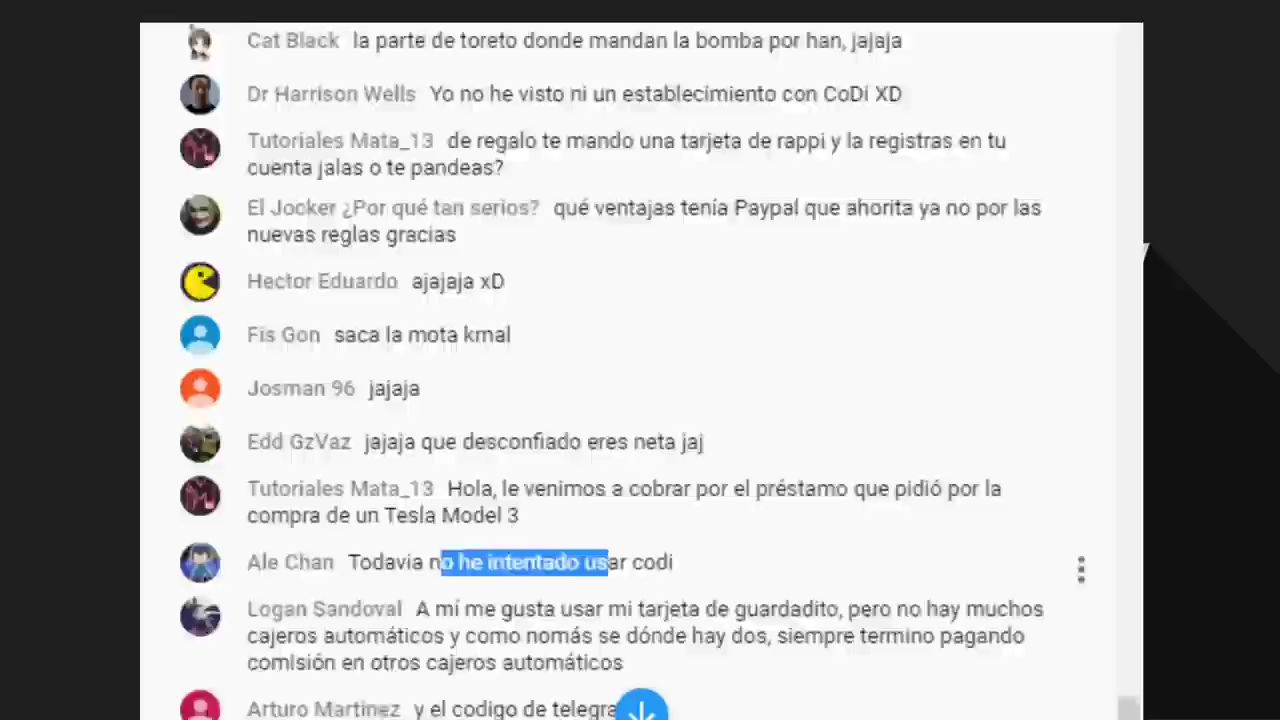 Cat Black la parte de toreto donde mandan la bomba por han, jajaja
Dr Harrison Wells Yo no he visto ni un establecimiento con CoDi XD
Tutoriales Mata_13 de regalo te mando una tarjeta de rappi y la registras en tu
cuenta jalas o te pandeas?
El Jocker ¿Por qué tan serios? qué ventajas tenía Paypal que ahorita ya no por las
nuevas reglas gracias
Hector Eduardo ajajaja xD
Fis Gon saca la mota krnal
Josman 96 jajaja
Edd GzVaz jajaja que desconfiado eres neta jaj
Tutoriales Mata_13 Hola, le venimos a cobrar por el préstamo que pidió por la
compra de un Tesla Model 3
Ale Chan Todavia no he intentado usar codi
Logan Sandoval A mí me gusta usar mi tarjeta de guardadito, pero no hay muchos
cajeros automáticos y como nomás se dónde hay dos, siempre termino pagando
comisión en otros cajeros automáticos
Arturo Martinez y el codigo de